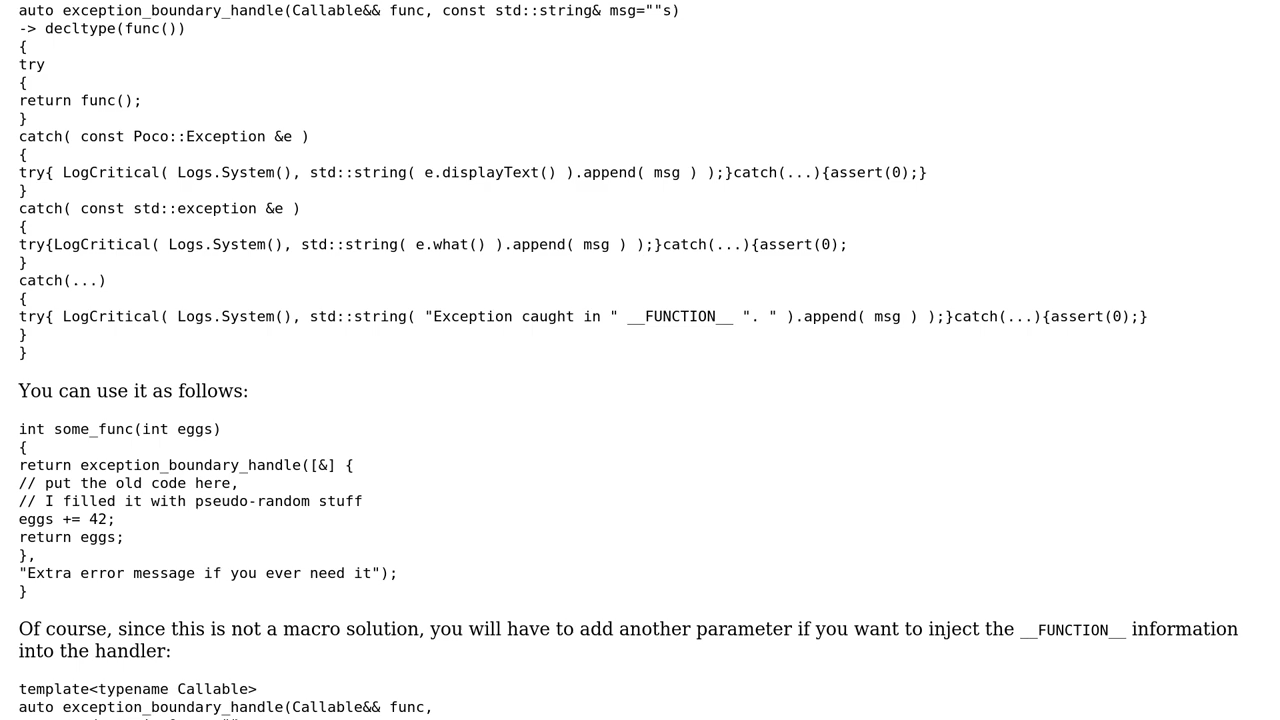 auto exception_boundary_handle(Callable&& func, const std::string& msg=""s)
-> decltype(func())
{
try
{
return func();
}
catch( const Poco::Exception &e )
{
try{ LogCritical( Logs.System(), std::string( e.displayText() ).append( msg ) );}catch(...){assert(0);}
}
catch( const std::exception &e )
{
try{LogCritical( Logs.System(), std::string( e.what() ).append( msg ) );}catch(...){assert(0);
}
catch(...)
{
try{ LogCritical( Logs.System(), std::string( "Exception caught in " __FUNCTION__ ". " ).append( msg ) );}catch(...){assert(0);}
}
}
You can use it as follows:
int some_func(int eggs)
{
return exception_boundary_handle([&] {
// put the old code here,
// I filled it with pseudo-random stuff
eggs += 42;
return eggs;
},
"Extra error message if you ever need it");
}
Of course, since this is not a macro solution, you will have to add another parameter if you want to inject the __FUNCTION__ information
into the handler:
template<typename Callable>
auto exception_boundary_handle(Callable&& func,